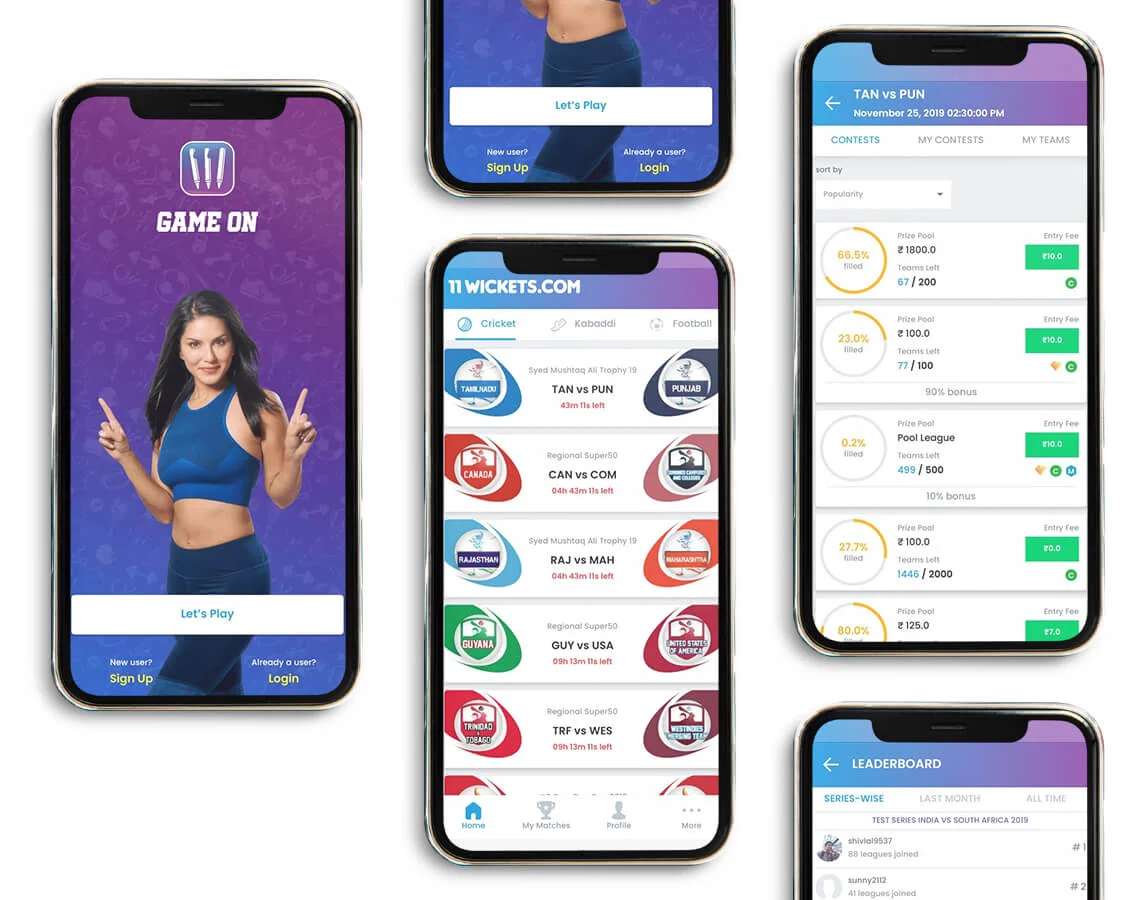 GAME ON
Let's Play
New user?
Already a user?
Sign Up
Login
Let's Play
New user?
Already a user?
Sign Up
Login
11 WICKETS.COM
Cricket
Kabaddi
Football
TAMILNADU
Syed Mushtaq Ali Trophy 19
TAN vs PUN
43m 11s left
PUNJAB
CANADA
Regional Super50
CAN vs COM
04h 43m 11s left
COMBINED CAMPUSES
AND COLLEGES
RAJASTHAN
Syed Mushtaq Ali Trophy 19
RAJ vs MAH
04h 43m 11s left
MAHARASHTRA
GUYANA
Regional Super50
GUY vs USA
09h 13m 11s left
UNITED STATES
OF AMERICA
TRINIDAD
&
TOBAGO
Regional Super50
TRF vs WES
09h 13m 11s left
WESTINDIES
MERGING TEAM
Home
My Matches
Profile
More
TAN vs PUN
November 25, 2019 02:30:00 PM
CONTESTS
MY CONTESTS
MY TEAMS
sort by
Popularity
66.5%
filled
Prize Pool
₹ 1800.0
Teams Left
67 / 200
Entry Fee
₹10.0
C
23.0%
filled
Prize Pool
₹ 100.0
Teams Left
77 / 100
Entry Fee
₹10.0
C
90% bonus
0.2%
filled
Prize Pool
Pool League
Teams Left
499 / 500
Entry Fee
₹10.0
C M
10% bonus
27.7%
filled
Prize Pool
₹ 100.0
Teams Left
1446 / 2000
Entry Fee
₹0.0
C
80.0%
filled
Prize Pool
₹ 125.0
Entry Fee
₹7.0
LEADERBOARD
SERIES-WISE
LAST MONTH
ALL TIME
TEST SERIES INDIA VS SOUTH AFRICA 2019
shivlal9537
88 leagues joined
# 1
sunny2112
41 leagues joined
# 2